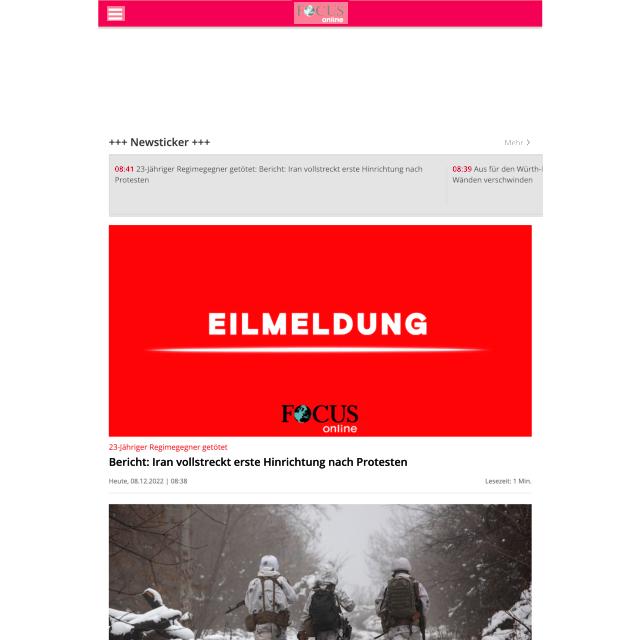 FOCUS
online
+++ Newsticker +++
Mehr
08:41 23-Jähriger Regimegegner getötet: Bericht: Iran vollstreckt erste Hinrichtung nach
Protesten
08:39 Aus für den Würth-
Wänden verschwinden
EILMELDUNG
FOCUS
online
23-Jähriger Regimegegner getötet
Bericht: Iran vollstreckt erste Hinrichtung nach Protesten
Heute, 08.12.2022 | 08:38
Lesezeit: 1 Min.